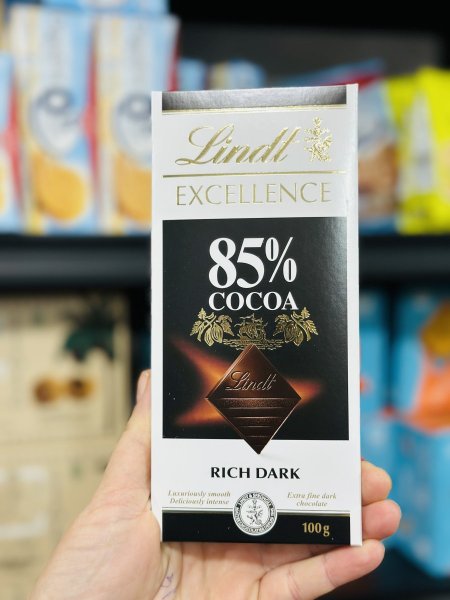 Lindt
EXCELLENCE
85%
COCOA
Lindt
RICH DARK
Luxuriously smooth
Deliciously intense
Extra fine dark
chocolate
100g